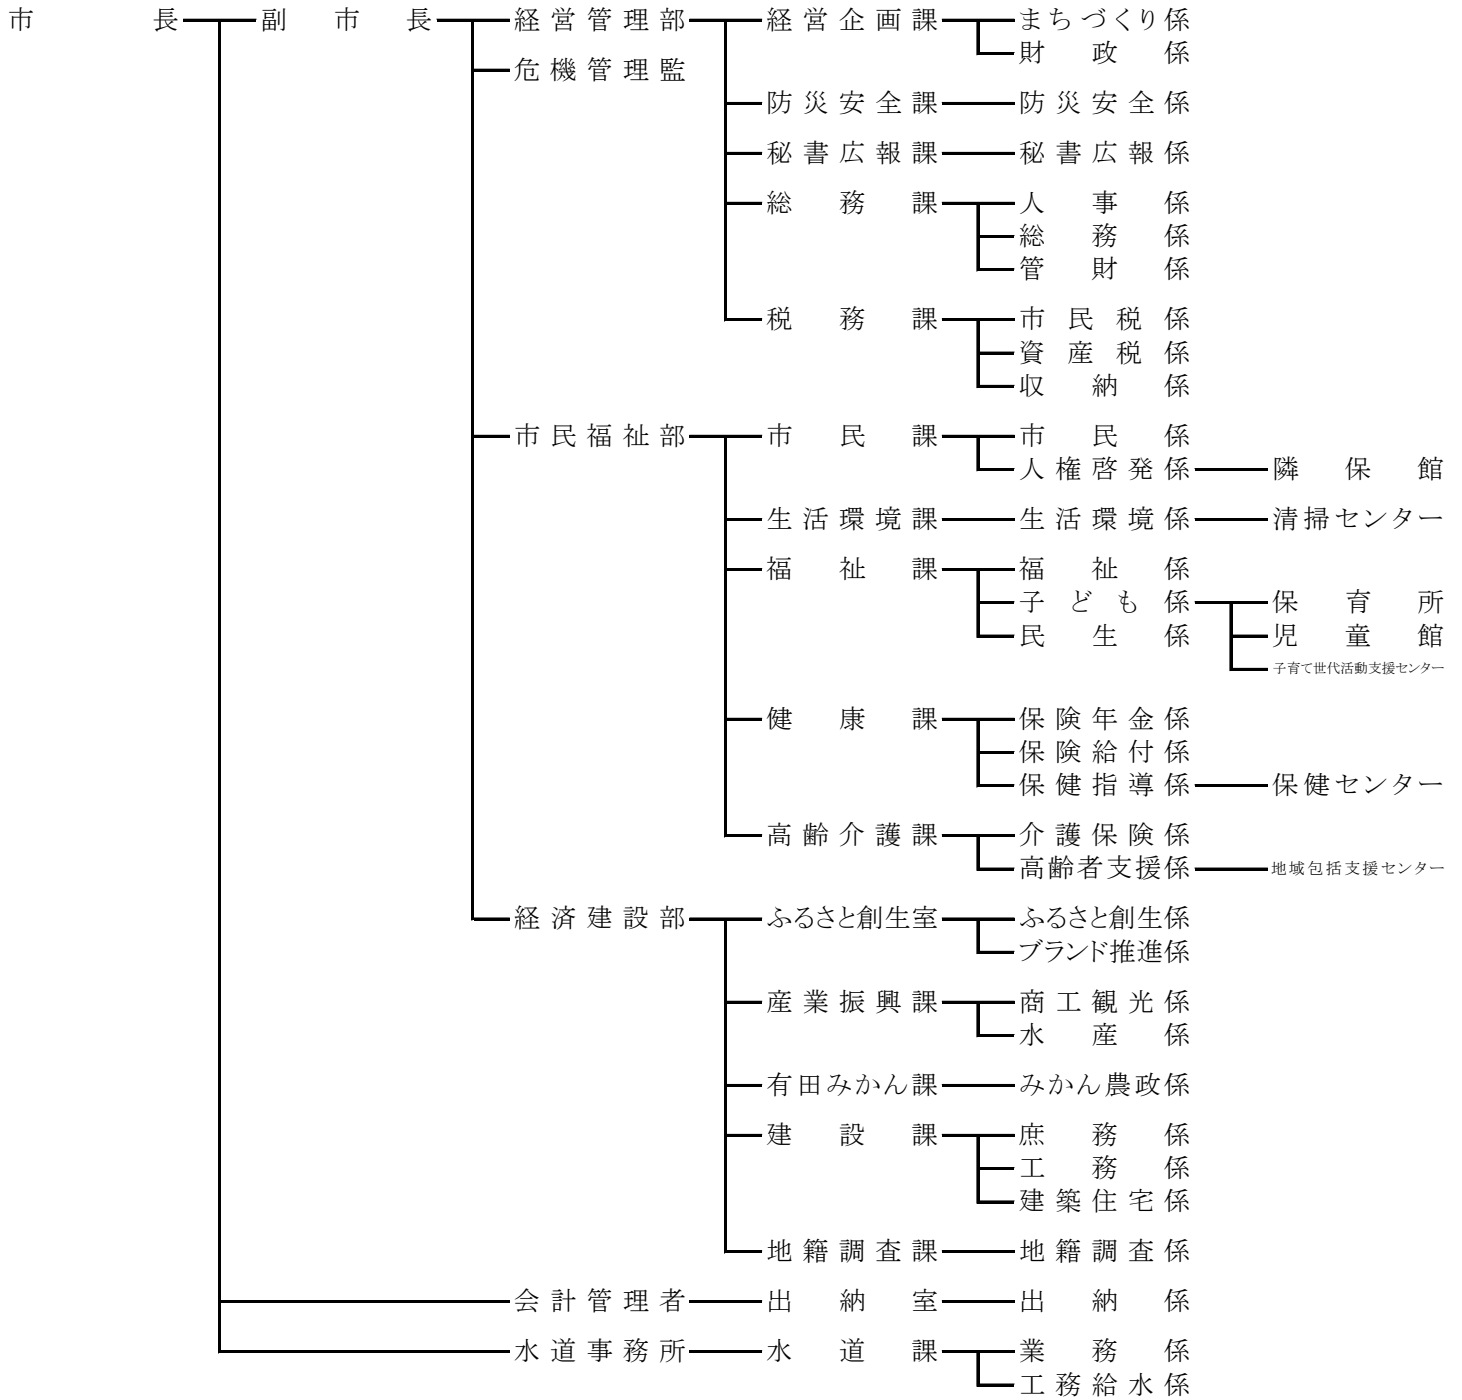 市長 副市長 経営管理部 経営企画課 まちづくり係
財政係
危機管理監
防災安全課 防災安全係
秘書広報課 秘書広報係
総務課 人事係
総務係
管財係
税務課 市民税係
資産税係
収納係
市民福祉部 市民課 市民係
人権啓発係 隣保館
生活環境課 生活環境係 清掃センター
福祉課 福祉係
子ども係 保育所
民生係 児童館
子育て世代活動支援センター
健康課 保険年金係
保険給付係
保健指導係 保健センター
高齢介護課 介護保険係
高齢者支援係 地域包括支援センター
経済建設部 ふるさと創生室 ふるさと創生係
ブランド推進係
産業振興課 商工観光係
水産係
有田みかん課 みかん農政係
建設課 庶務係
工務係
建築住宅係
地籍調査課 地籍調査係
会計管理者 出納室 出納係
水道事務所 水道課 業務係
工務給水係